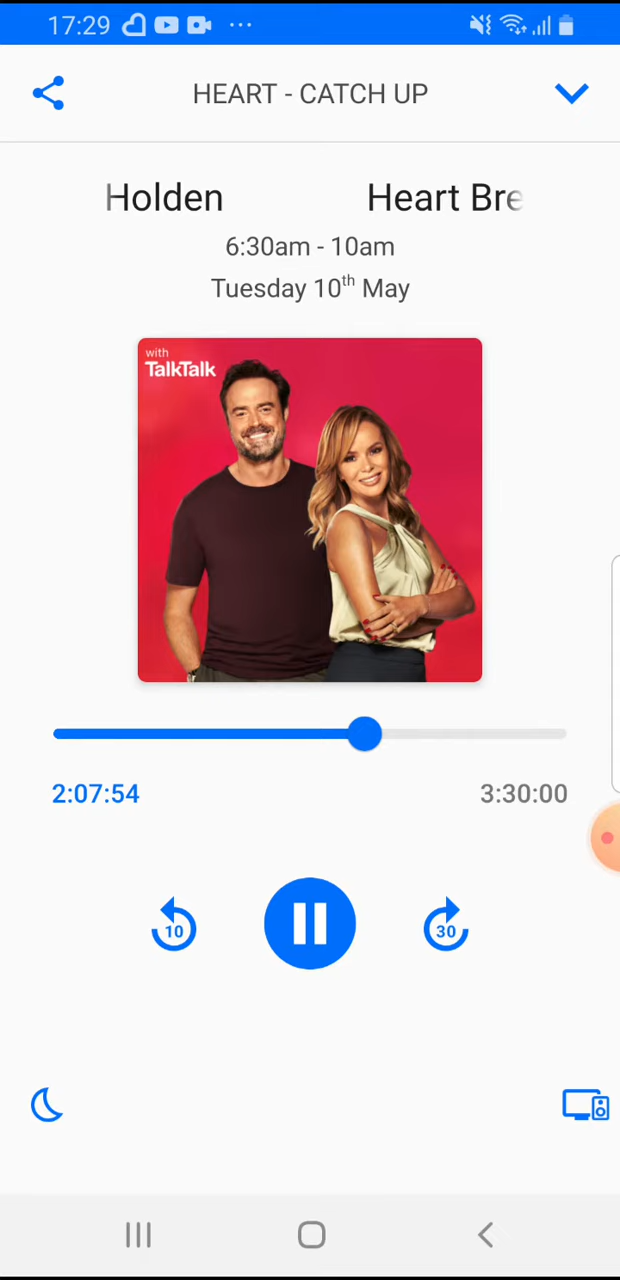 17:29
HEART - CATCH UP
Holden Heart Bre
6:30am - 10am
Tuesday 10th May
with
TalkTalk
2:07:54 3:30:00
10 30